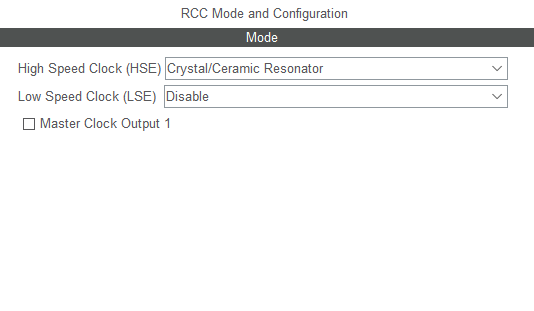 RCC Mode and Configuration
Mode
High Speed Clock (HSE) Crystal/Ceramic Resonator
Low Speed Clock (LSE) Disable
Master Clock Output 1